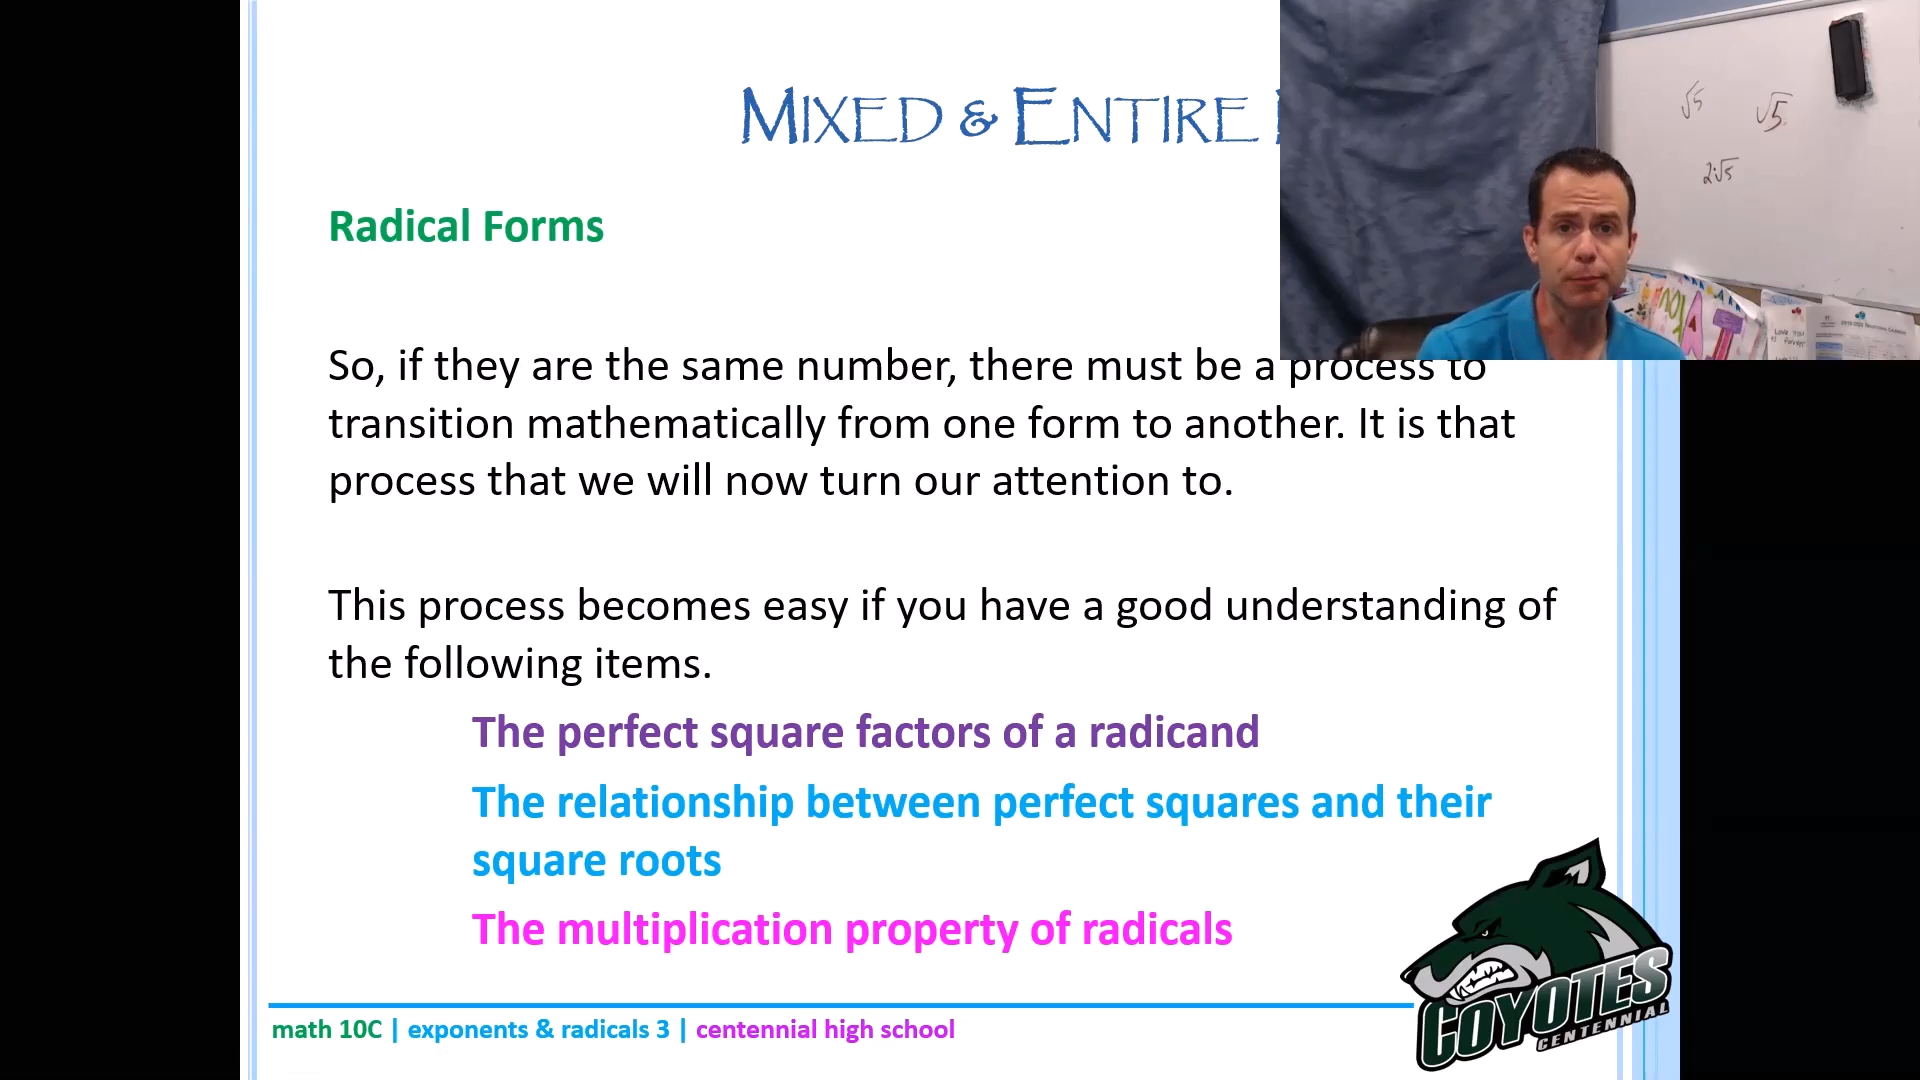 MIXED & ENTIRE
√5
√5
2√5
Radical Forms
So, if they are the same number, there must be a process to
transition mathematically from one form to another. It is that
process that we will now turn our attention to.
This process becomes easy if you have a good understanding of
the following items.
The perfect square factors of a radicand
The relationship between perfect squares and their
square roots
The multiplication property of radicals
COYOTES
CENTENNIAL
math 10C | exponents & radicals 3 | centennial high school